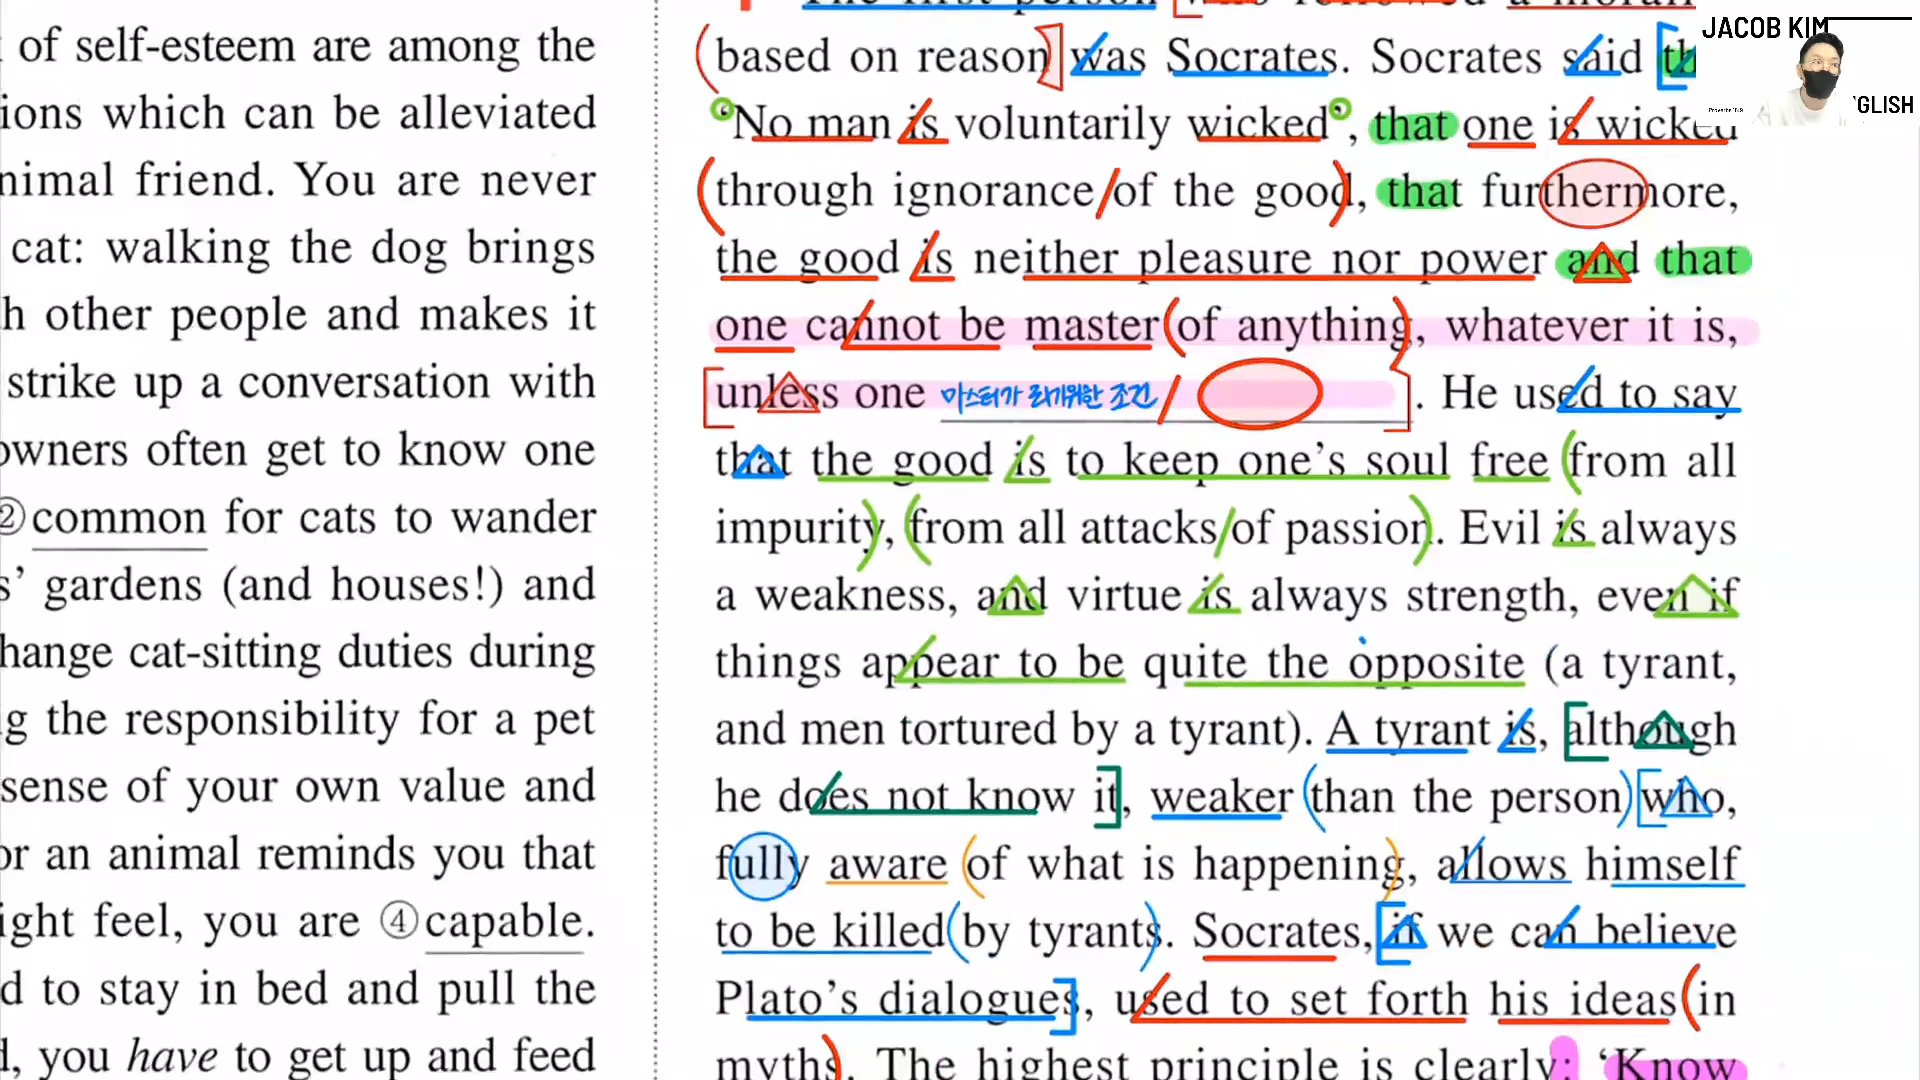 of self-esteem are among the
ions which can be alleviated
nimal friend. You are never
cat: walking the dog brings
h other people and makes it
strike up a conversation with
owners often get to know one
②common for cats to wander
s’ gardens (and houses!) and
hange cat-sitting duties during
g the responsibility for a pet
sense of your own value and
or an animal reminds you that
ight feel, you are ④capable.
d to stay in bed and pull the
d, you have to get up and feed
The first person who followed a moral
based on reason was Socrates. Socrates said th
‘No man is voluntarily wicked’, that one is wicked
through ignorance of the good, that furthermore,
the good is neither pleasure nor power and that
one cannot be master of anything, whatever it is,
unless one 마스터가 되기위한 조건 . He used to say
that the good is to keep one’s soul free from all
impurity, from all attacks of passion. Evil is always
a weakness, and virtue is always strength, even if
things appear to be quite the opposite (a tyrant,
and men tortured by a tyrant). A tyrant is, although
he does not know it, weaker than the person who,
fully aware of what is happening, allows himself
to be killed by tyrants. Socrates, if we can believe
Plato’s dialogues, used to set forth his ideas in
myths. The highest principle is clearly: ‘Know
JACOB KIM
GLISH